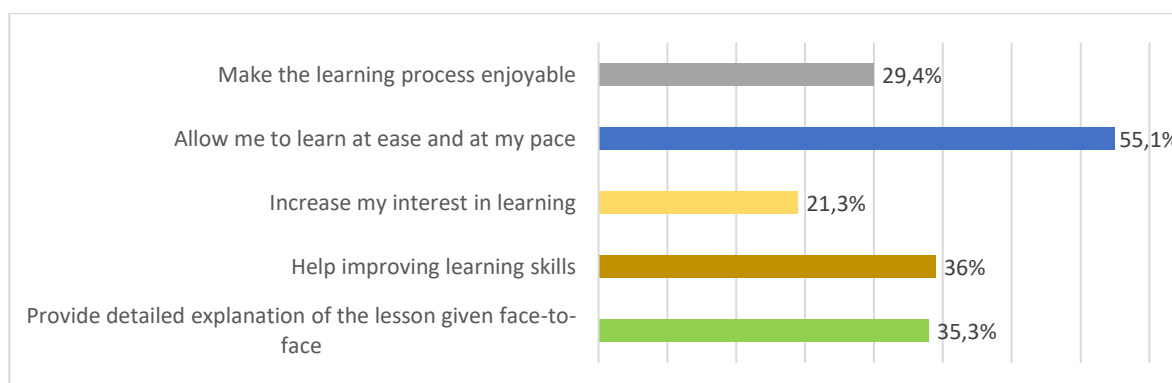 Make the learning process enjoyable
29,4%
Allow me to learn at ease and at my pace
55,1%
Increase my interest in learning
21,3%
Help improving learning skills
36%
Provide detailed explanation of the lesson given face-to-
face
35,3%